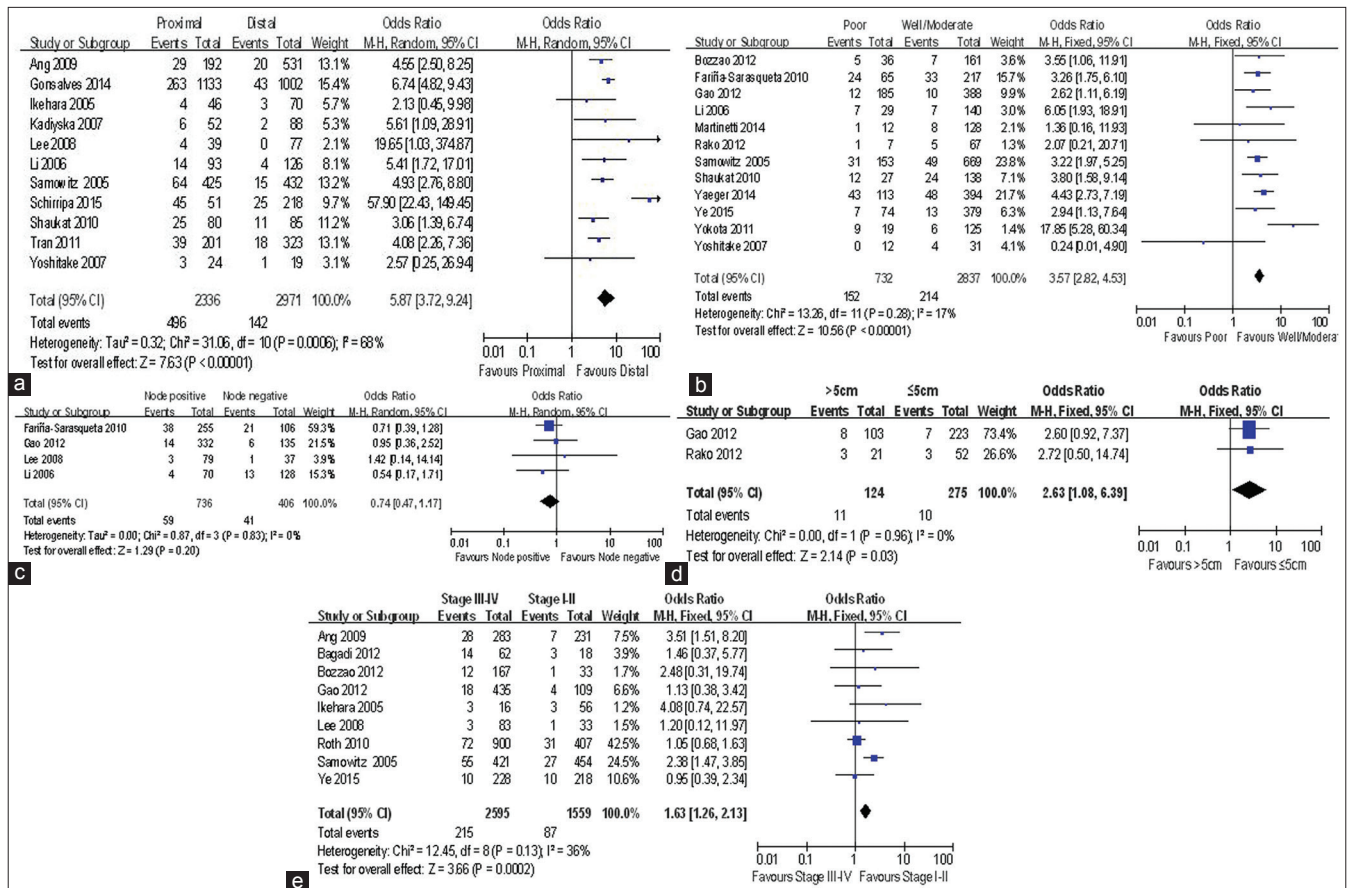 Proximal Distal Odds Ratio Odds Ratio
Study or Subgroup Events Total Events Total Weight M-H, Random, 95% CI M-H, Random, 95% CI
Ang 2009 29 192 20 531 13.1% 4.55 [2.50, 8.25]
Gonsalves 2014 263 1133 43 1002 15.4% 6.74 [4.82, 9.43]
Ikehara 2005 4 46 3 70 5.7% 2.13 [0.45, 9.98]
Kadiyska 2007 6 52 2 88 5.3% 5.61 [1.09, 28.91]
Lee 2008 4 39 0 77 2.1% 19.65 [1.03, 374.87]
Li 2006 14 93 4 126 8.1% 5.41 [1.72, 17.01]
Samowitz 2005 64 425 15 432 13.2% 4.93 [2.76, 8.80]
Schirripa 2015 45 51 25 218 9.7% 57.90 [22.43, 149.45]
Shaukat 2010 25 80 11 85 11.2% 3.06 [1.39, 6.74]
Tran 2011 39 201 18 323 13.1% 4.08 [2.26, 7.36]
Yoshitake 2007 3 24 1 19 3.1% 2.57 [0.25, 26.94]
Total (95% CI) 2336 2971 100.0% 5.87 [3.72, 9.24]
Total events 496 142
Heterogeneity: Tau² = 0.32; Chi² = 31.06, df = 10 (P = 0.0006); I² = 68%
Test for overall effect: Z = 7.63 (P < 0.00001)
0.01 0.1 1 10 100
Favours Proximal Favours Distal
a
Poor Well/Moderate Odds Ratio Odds Ratio
Study or Subgroup Events Total Events Total Weight M-H, Fixed, 95% CI M-H, Fixed, 95% CI
Bozzao 2012 5 36 7 161 3.6% 3.55 [1.06, 11.91]
Fariña-Sarasqueta 2010 24 65 33 217 15.7% 3.26 [1.75, 6.10]
Gao 2012 12 185 10 388 9.9% 2.62 [1.11, 6.19]
Li 2006 7 29 7 140 2.8% 6.05 [1.93, 18.91]
Martinetti 2014 1 12 8 128 1.9% 1.36 [0.16, 11.93]
Rako 2012 1 7 5 67 1.2% 2.07 [0.21, 20.71]
Samowitz 2005 31 153 49 669 23.8% 3.22 [1.97, 5.25]
Shaukat 2010 12 27 24 138 6.9% 3.80 [1.58, 9.14]
Yaeger 2014 43 113 48 394 21.7% 4.43 [2.73, 7.19]
Ye 2015 7 74 13 379 6.3% 2.94 [1.13, 7.64]
Yokota 2011 9 19 6 125 1.4% 17.85 [5.28, 60.34]
Yoshitake 2007 0 12 4 31 4.1% 0.24 [0.01, 4.90]
Total (95% CI) 732 2837 100.0% 3.57 [2.82, 4.53]
Total events 152 214
Heterogeneity: Chi² = 13.26, df = 11 (P = 0.28); I² = 17%
Test for overall effect: Z = 10.56 (P < 0.00001)
0.01 0.1 1 10 100
Favours Poor Favours Well/Modera
b
Node positive Node negative Odds Ratio Odds Ratio
Study or Subgroup Events Total Events Total Weight M-H, Random, 95% CI M-H, Random, 95% CI
Fariña-Sarasqueta 2010 38 255 21 106 59.3% 0.71 [0.39, 1.28]
Gao 2012 14 332 6 135 21.5% 0.95 [0.36, 2.52]
Lee 2008 3 79 1 37 3.9% 1.42 [0.14, 14.14]
Li 2006 4 70 13 128 15.3% 0.54 [0.17, 1.71]
Total (95% CI) 736 406 100.0% 0.74 [0.47, 1.17]
Total events 59 41
Heterogeneity: Tau² = 0.00; Chi² = 0.87, df = 3 (P = 0.83); I² = 0%
Test for overall effect: Z = 1.29 (P = 0.20)
0.01 0.1 1 10 100
Favours Node positive Favours Node negative
c
>5cm ≤5cm Odds Ratio Odds Ratio
Study or Subgroup Events Total Events Total Weight M-H, Fixed, 95% CI M-H, Fixed, 95% CI
Gao 2012 8 103 7 223 73.4% 2.60 [0.92, 7.37]
Rako 2012 3 21 3 52 26.6% 2.72 [0.50, 14.74]
Total (95% CI) 124 275 100.0% 2.63 [1.08, 6.39]
Total events 11 10
Heterogeneity: Chi² = 0.00, df = 1 (P = 0.96); I² = 0%
Test for overall effect: Z = 2.14 (P = 0.03)
0.01 0.1 1 10 100
Favours >5cm Favours ≤5cm
d
Stage III-IV Stage I-II Odds Ratio Odds Ratio
Study or Subgroup Events Total Events Total Weight M-H, Fixed, 95% CI M-H, Fixed, 95% CI
Ang 2009 28 283 7 231 7.5% 3.51 [1.51, 8.20]
Bagadi 2012 14 62 3 18 3.9% 1.46 [0.37, 5.77]
Bozzao 2012 12 167 1 33 1.7% 2.48 [0.31, 19.74]
Gao 2012 18 435 4 109 6.6% 1.13 [0.38, 3.42]
Ikehara 2005 3 16 3 56 1.2% 4.08 [0.74, 22.57]
Lee 2008 3 83 1 33 1.5% 1.20 [0.12, 11.97]
Roth 2010 72 900 31 407 42.5% 1.05 [0.68, 1.63]
Samowitz 2005 55 421 27 454 24.5% 2.38 [1.47, 3.85]
Ye 2015 10 228 10 218 10.6% 0.95 [0.39, 2.34]
Total (95% CI) 2595 1559 100.0% 1.63 [1.26, 2.13]
Total events 215 87
Heterogeneity: Chi² = 12.45, df = 8 (P = 0.13); I² = 36%
Test for overall effect: Z = 3.66 (P = 0.0002)
0.01 0.1 1 10 100
Favours Stage III-IV Favours Stage I-II
e